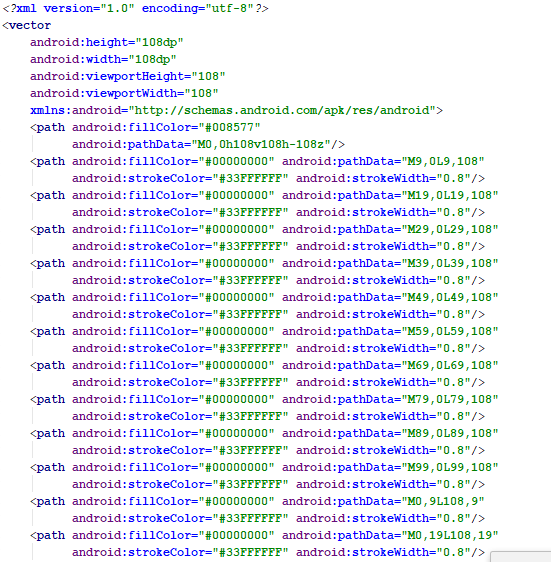 <?xml version="1.0" encoding="utf-8"?>
<vector
android:height="108dp"
android:width="108dp"
android:viewportHeight="108"
android:viewportWidth="108"
xmlns:android="http://schemas.android.com/apk/res/android">
<path android:fillColor="#008577"
android:pathData="M0,0h108v108h-108z"/>
<path android:fillColor="#00000000" android:pathData="M9,0L9,108"
android:strokeColor="#33FFFFFF" android:strokeWidth="0.8"/>
<path android:fillColor="#00000000" android:pathData="M19,0L19,108"
android:strokeColor="#33FFFFFF" android:strokeWidth="0.8"/>
<path android:fillColor="#00000000" android:pathData="M29,0L29,108"
android:strokeColor="#33FFFFFF" android:strokeWidth="0.8"/>
<path android:fillColor="#00000000" android:pathData="M39,0L39,108"
android:strokeColor="#33FFFFFF" android:strokeWidth="0.8"/>
<path android:fillColor="#00000000" android:pathData="M49,0L49,108"
android:strokeColor="#33FFFFFF" android:strokeWidth="0.8"/>
<path android:fillColor="#00000000" android:pathData="M59,0L59,108"
android:strokeColor="#33FFFFFF" android:strokeWidth="0.8"/>
<path android:fillColor="#00000000" android:pathData="M69,0L69,108"
android:strokeColor="#33FFFFFF" android:strokeWidth="0.8"/>
<path android:fillColor="#00000000" android:pathData="M79,0L79,108"
android:strokeColor="#33FFFFFF" android:strokeWidth="0.8"/>
<path android:fillColor="#00000000" android:pathData="M89,0L89,108"
android:strokeColor="#33FFFFFF" android:strokeWidth="0.8"/>
<path android:fillColor="#00000000" android:pathData="M99,0L99,108"
android:strokeColor="#33FFFFFF" android:strokeWidth="0.8"/>
<path android:fillColor="#00000000" android:pathData="M0,9L108,9"
android:strokeColor="#33FFFFFF" android:strokeWidth="0.8"/>
<path android:fillColor="#00000000" android:pathData="M0,19L108,19"
android:strokeColor="#33FFFFFF" android:strokeWidth="0.8"/>